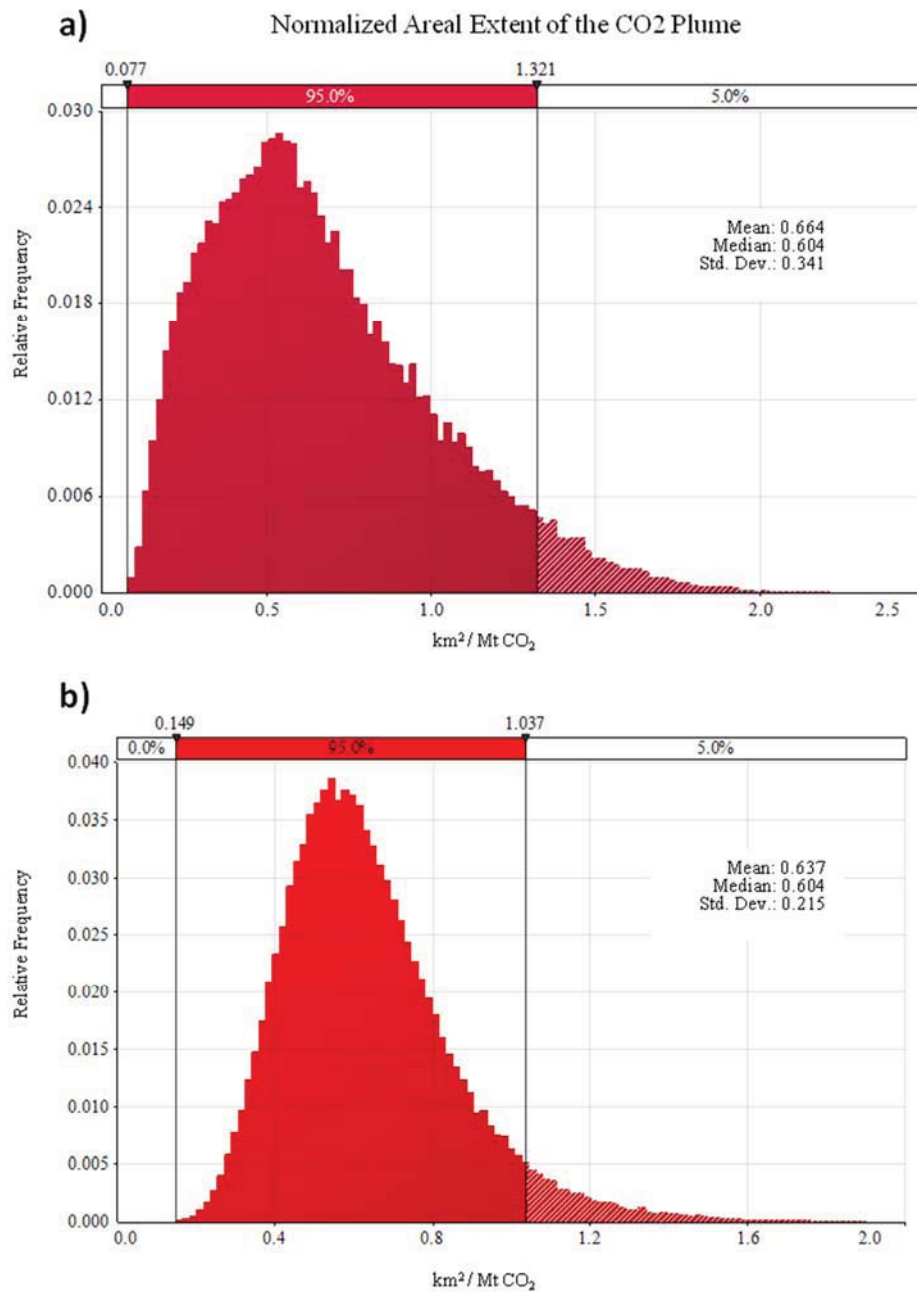 a)
Normalized Areal Extent of the CO2 Plume
0.077
1.321
95.0%
5.0%
0.030
0.024
0.018
0.012
0.006
0.000
Relative Frequency
Mean: 0.664
Median: 0.604
Std. Dev.: 0.341
0.0
0.5
1.0
1.5
2.0
2.5
km² / Mt CO₂
b)
0.149
1.037
0.0%
95.0%
5.0%
0.040
0.035
0.030
0.025
0.020
0.015
0.010
0.005
0.000
Relative Frequency
Mean: 0.637
Median: 0.604
Std. Dev.: 0.215
0.0
0.4
0.8
1.2
1.6
2.0
km² / Mt CO₂